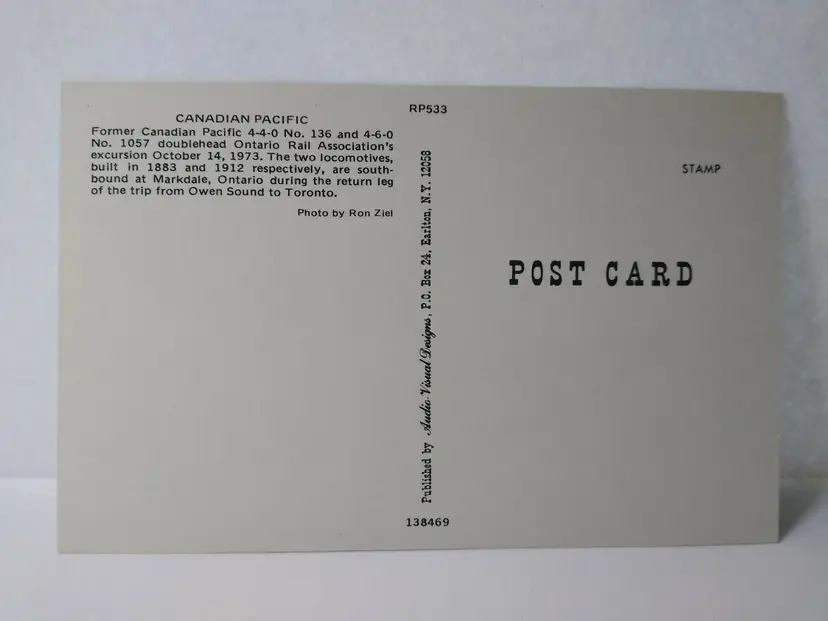 CANADIAN PACIFIC
Former Canadian Pacific 4-4-0 No. 136 and 4-6-0
No. 1057 doublehead Ontario Rail Association's
excursion October 14, 1973. The two locomotives,
built in 1883 and 1912 respectively, are south-
bound at Markdale, Ontario during the return leg
of the trip from Owen Sound to Toronto.
Photo by Ron Ziel
RP533
Published by Audio-Visual Designs, P.O. Box 24, Earlton, N.Y. 12058
138469
STAMP
POST CARD